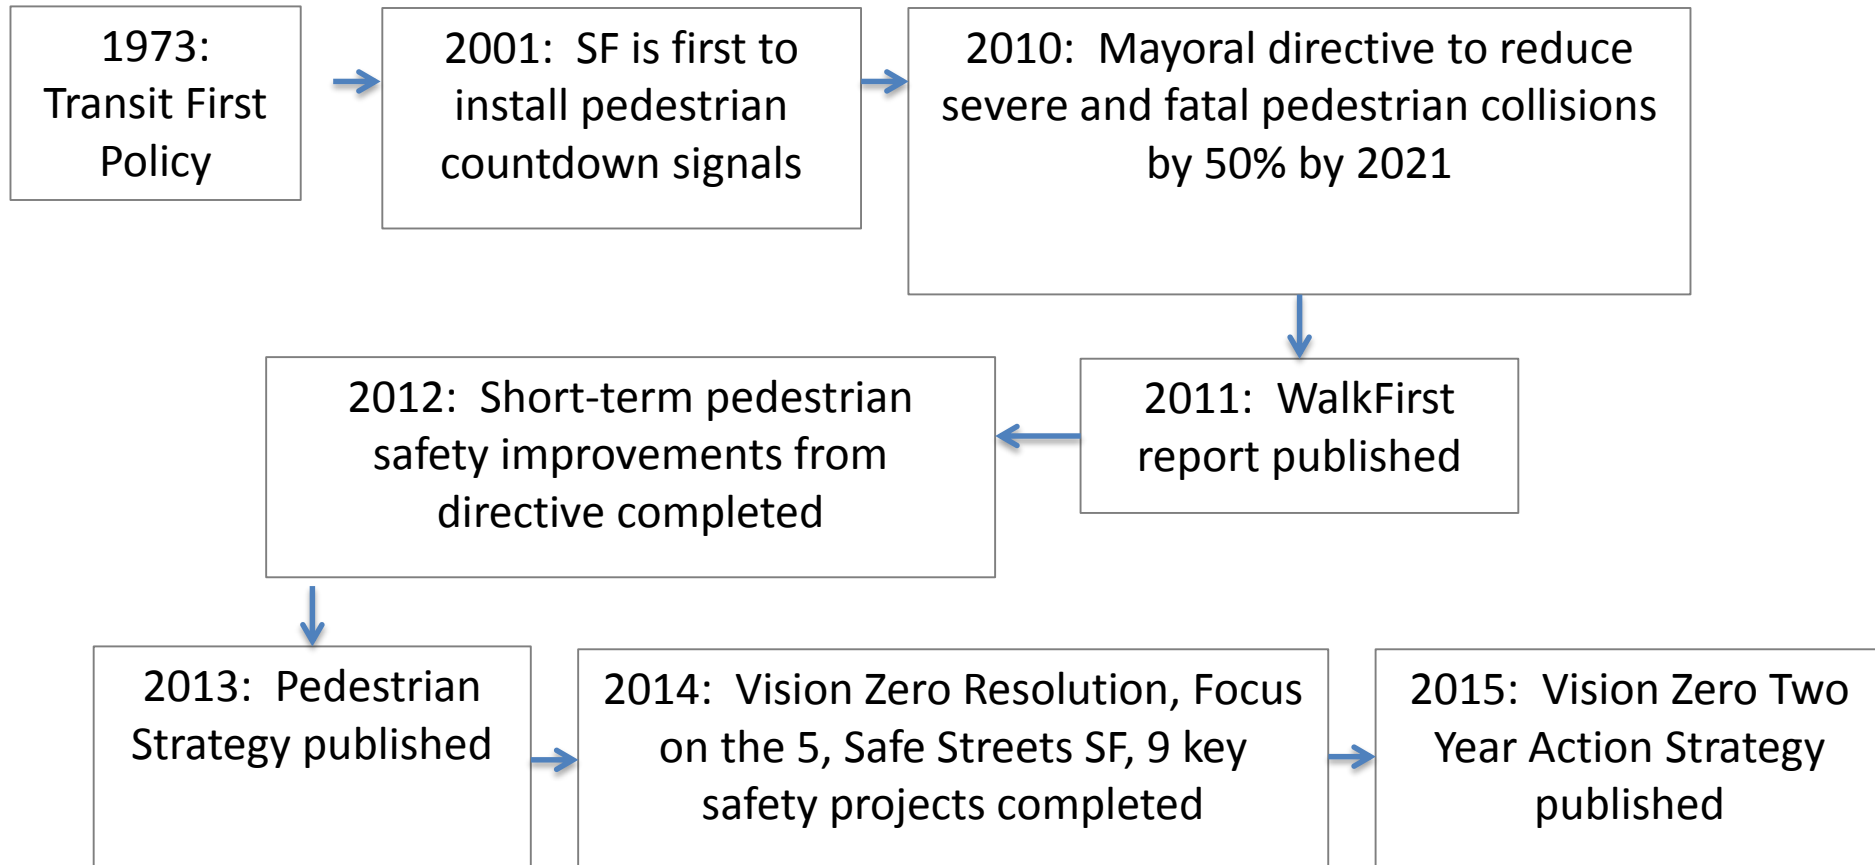 1973:
Transit First
Policy
2001:  SF is first to
install pedestrian
countdown signals
2010:  Mayoral directive to reduce
severe and fatal pedestrian collisions
by 50% by 2021
2011:  WalkFirst
report published
2012:  Short-term pedestrian
safety improvements from
directive completed
2013:  Pedestrian
Strategy published
2014:  Vision Zero Resolution, Focus
on the 5, Safe Streets SF, 9 key
safety projects completed
2015:  Vision Zero Two
Year Action Strategy
published